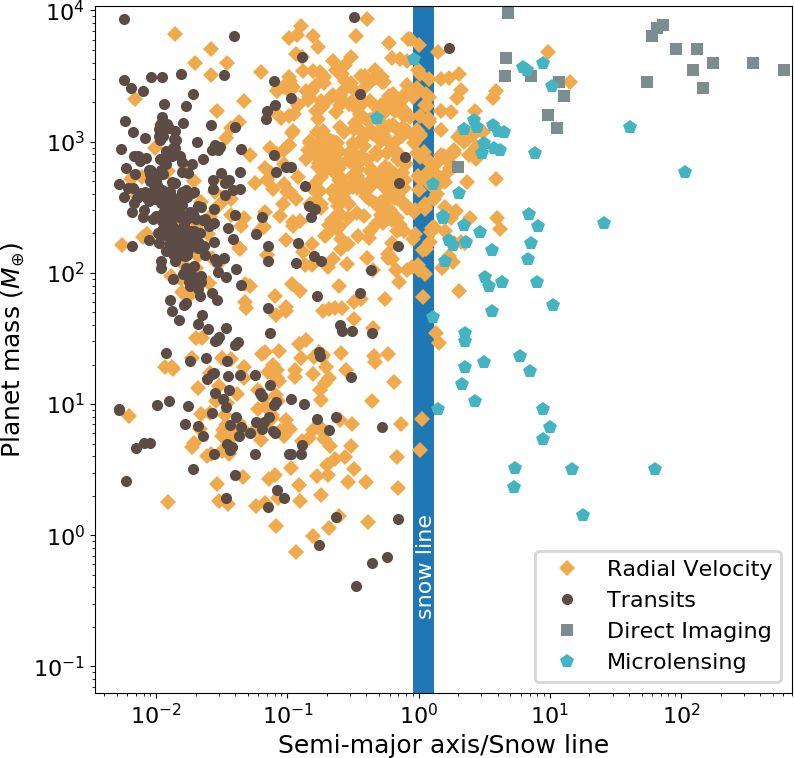 10⁴
10³
10²
10¹
10⁰
10⁻¹
Planet mass (M⊕)
snow line
Radial Velocity
Transits
Direct Imaging
Microlensing
10⁻² 10⁻¹ 10⁰ 10¹ 10²
Semi-major axis/Snow line